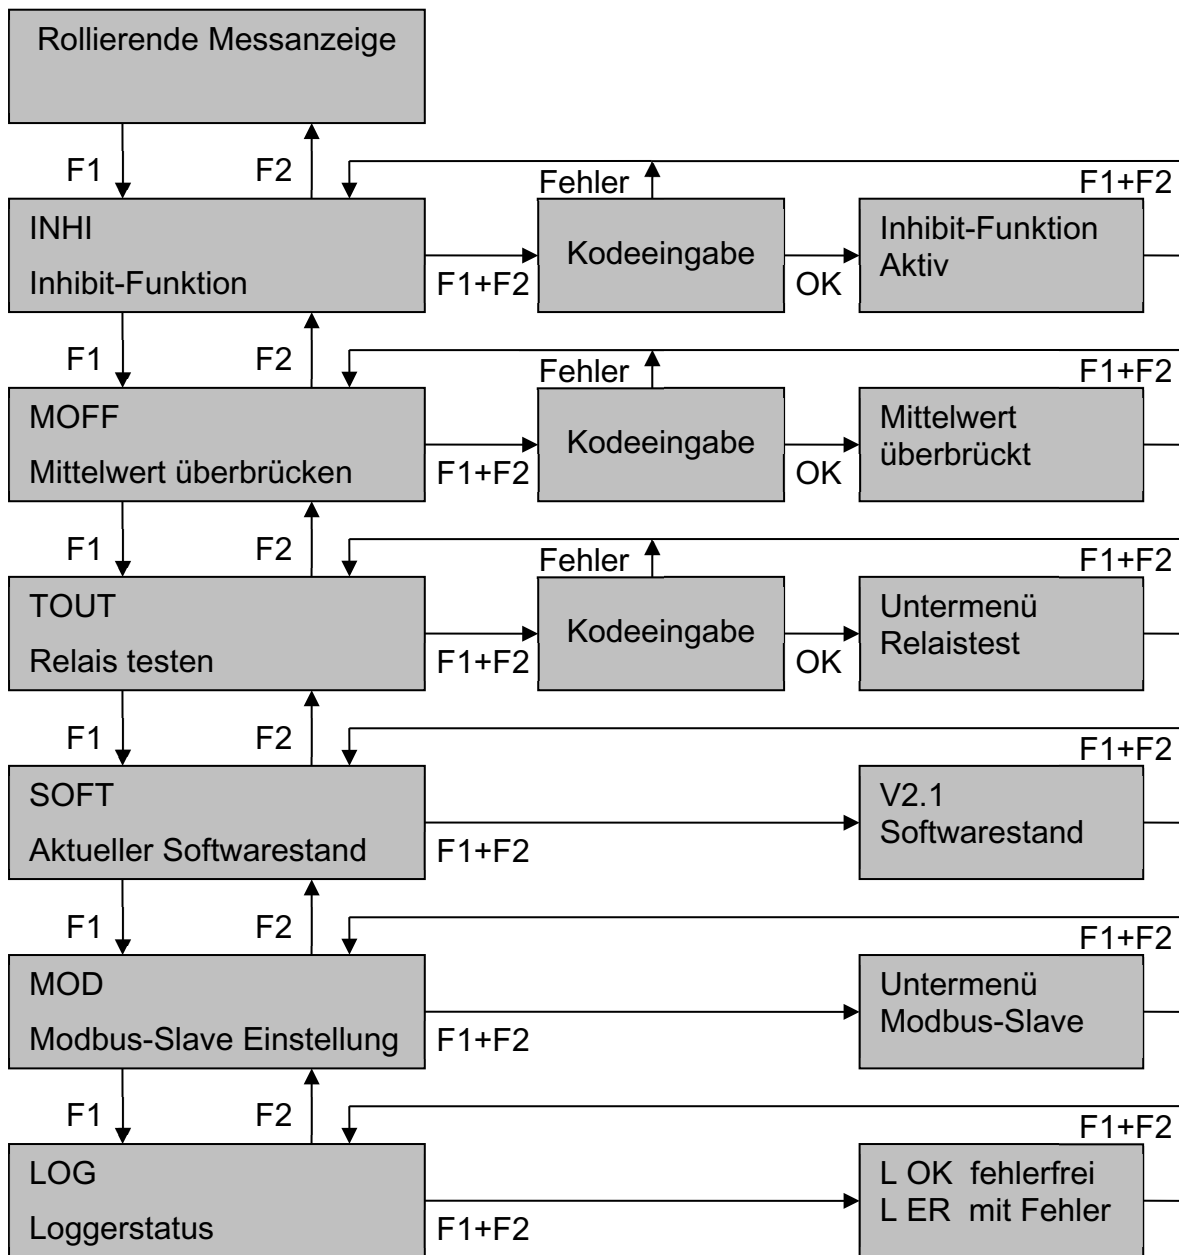 Rollierende Messanzeige
F1
F2
Fehler
F1+F2
INHI
Inhibit-Funktion
F1+F2
Kodeeingabe
OK
Inhibit-Funktion
Aktiv
F1
F2
Fehler
F1+F2
MOFF
Mittelwert überbrücken
F1+F2
Kodeeingabe
OK
Mittelwert
überbrückt
F1
F2
Fehler
F1+F2
TOUT
Relais testen
F1+F2
Kodeeingabe
OK
Untermenü
Relaistest
F1
F2
F1+F2
SOFT
Aktueller Softwarestand
F1+F2
V2.1
Softwarestand
F1
F2
F1+F2
MOD
Modbus-Slave Einstellung
F1+F2
Untermenü
Modbus-Slave
F1
F2
F1+F2
LOG
Loggerstatus
F1+F2
L OK fehlerfrei
L ER mit Fehler